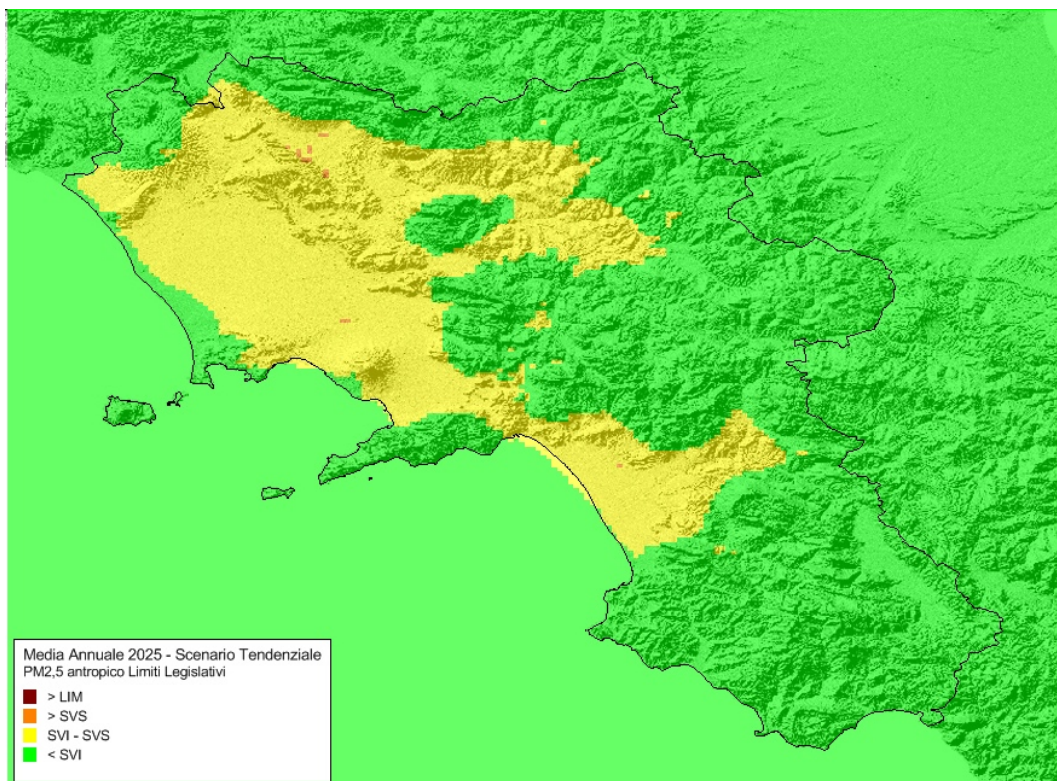 Media Annuale 2025 - Scenario Tendenziale
PM2,5 antropico Limiti Legislativi
> LIM
> SVS
SVI - SVS
< SVI